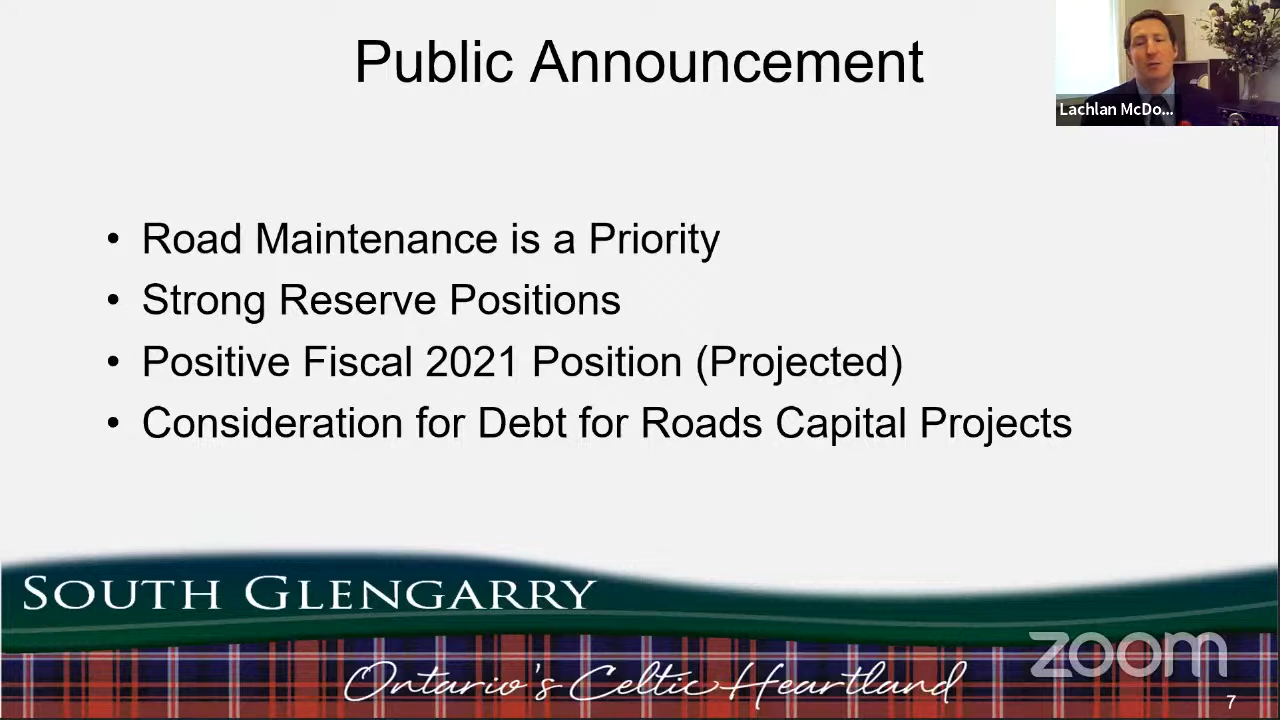 Public Announcement
Lachlan McDo...
• Road Maintenance is a Priority
• Strong Reserve Positions
• Positive Fiscal 2021 Position (Projected)
• Consideration for Debt for Roads Capital Projects
SOUTH GLENGARRY
Ontario's Celtic Heartland
zoom
7